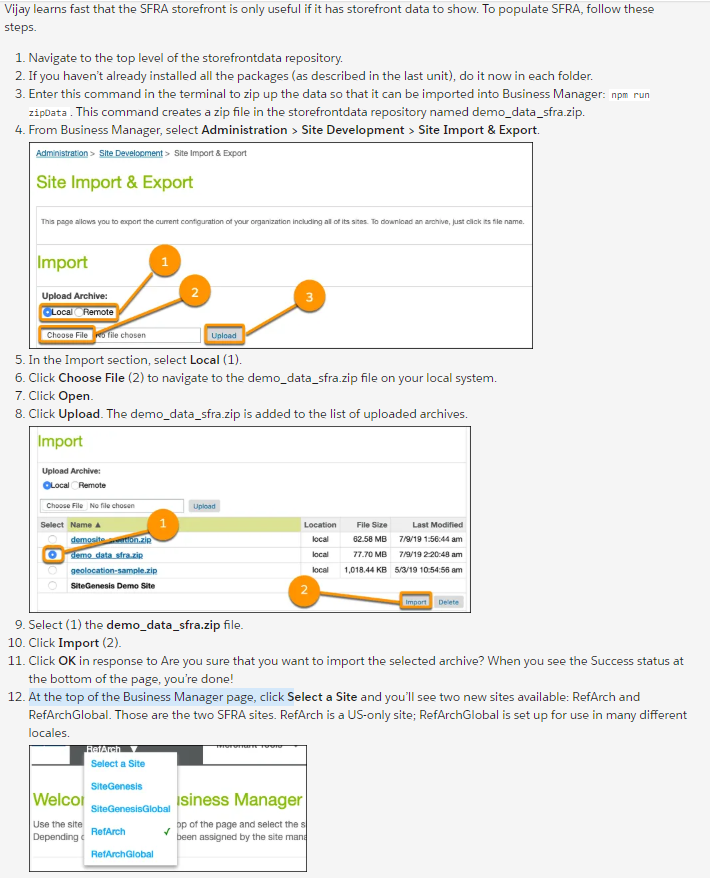 Vijay learns fast that the SFRA storefront is only useful if it has storefront data to show. To populate SFRA, follow these
steps.
1. Navigate to the top level of the storefrontdata repository.
2. If you haven't already installed all the packages (as described in the last unit), do it now in each folder.
3. Enter this command in the terminal to zip up the data so that it can be imported into Business Manager: npm run
zipData . This command creates a zip file in the storefrontdata repository named demo_data_sfra.zip.
4. From Business Manager, select Administration > Site Development > Site Import & Export.
Administration > Site Development > Site Import & Export
Site Import & Export
This page allows you to export the current configuration of your organization including all of its sites. To download an archive, just click its file name.
Import
1
2
3
Upload Archive:
Local Remote
Choose File No file chosen Upload
5. In the Import section, select Local (1).
6. Click Choose File (2) to navigate to the demo_data_sfra.zip file on your local system.
7. Click Open.
8. Click Upload. The demo_data_sfra.zip is added to the list of uploaded archives.
Import
Upload Archive:
Local Remote
Choose File No file chosen Upload
1
Select Name ▲ Location File Size Last Modified
local 62.58 MB 7/9/19 1:56:44 am
demo_data_sfra.zip local 77.70 MB 7/9/19 2:20:48 am
geolocation-sample.zip local 1,018.44 KB 5/3/19 10:54:56 am
SiteGenesis Demo Site
2
Import Delete
9. Select (1) the demo_data_sfra.zip file.
10. Click Import (2).
11. Click OK in response to Are you sure that you want to import the selected archive? When you see the Success status at
the bottom of the page, you're done!
12. At the top of the Business Manager page, click Select a Site and you'll see two new sites available: RefArch and
RefArchGlobal. Those are the two SFRA sites. RefArch is a US-only site; RefArchGlobal is set up for use in many different
locales.
RefArch ▼ Merchant Tools
Select a Site
SiteGenesis
SiteGenesisGlobal
RefArch ✓
RefArchGlobal
Welco siness Manager
Use the site op of the page and select the s
Depending been assigned by the site mana